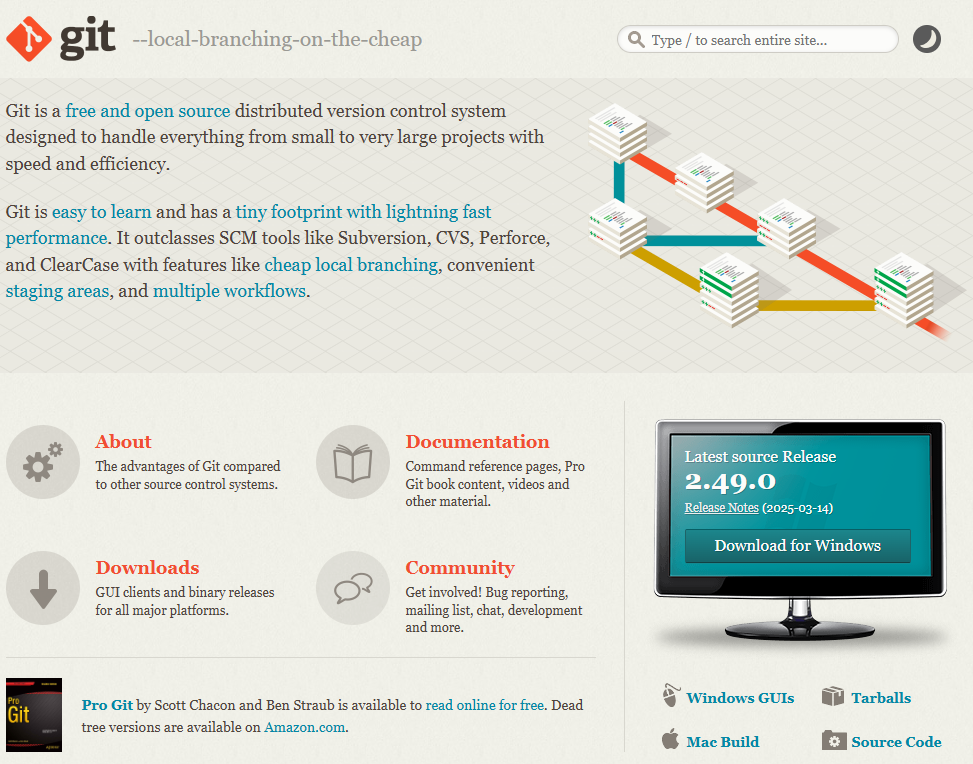 git --local-branching-on-the-cheap
Type / to search entire site...
Git is a free and open source distributed version control system
designed to handle everything from small to very large projects with
speed and efficiency.
Git is easy to learn and has a tiny footprint with lightning fast
performance. It outclasses SCM tools like Subversion, CVS, Perforce,
and ClearCase with features like cheap local branching, convenient
staging areas, and multiple workflows.
About
The advantages of Git compared
to other source control systems.
Documentation
Command reference pages, Pro
Git book content, videos and
other material.
Downloads
GUI clients and binary releases
for all major platforms.
Community
Get involved! Bug reporting,
mailing list, chat, development
and more.
Pro
Git
Pro Git by Scott Chacon and Ben Straub is available to read online for free. Dead
tree versions are available on Amazon.com.
Latest source Release
2.49.0
Release Notes (2025-03-14)
Download for Windows
Windows GUIs
Tarballs
Mac Build
Source Code